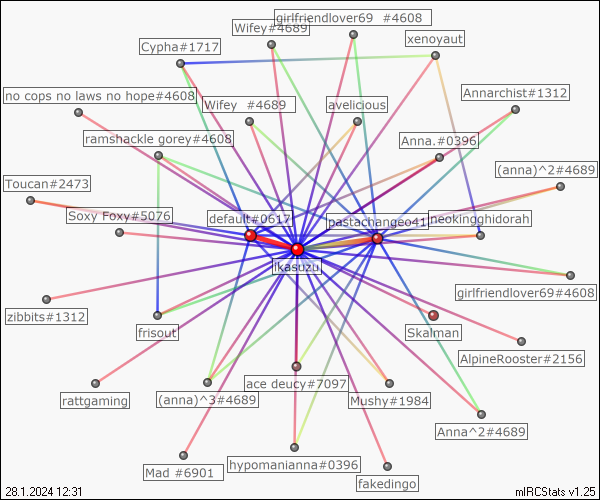 girlfriendlover69 #4608
Wifey#4689
xenoyaut
Cypha#1717
Annarchist#1312
no cops no laws no hope#4608
Wifey #4689
avelicious
ramshackle gorey#4608
Anna.#0396
(anna)^2#4689
Toucan#2473
Soxy Foxy#5076
default#0617
pastachangeo41
neokingghidorah
ikasuzu
girlfriendlover69#4608
zibbits#1312
frisout
Skalman
AlpineRooster#2156
ace deucy#7097
rattgaming
(anna)^3#4689
Mushy#1984
Anna^2#4689
hypomanianna#0396
Mad #6901
fakedingo
28.1.2024 12:31
mIRCStats v1.25